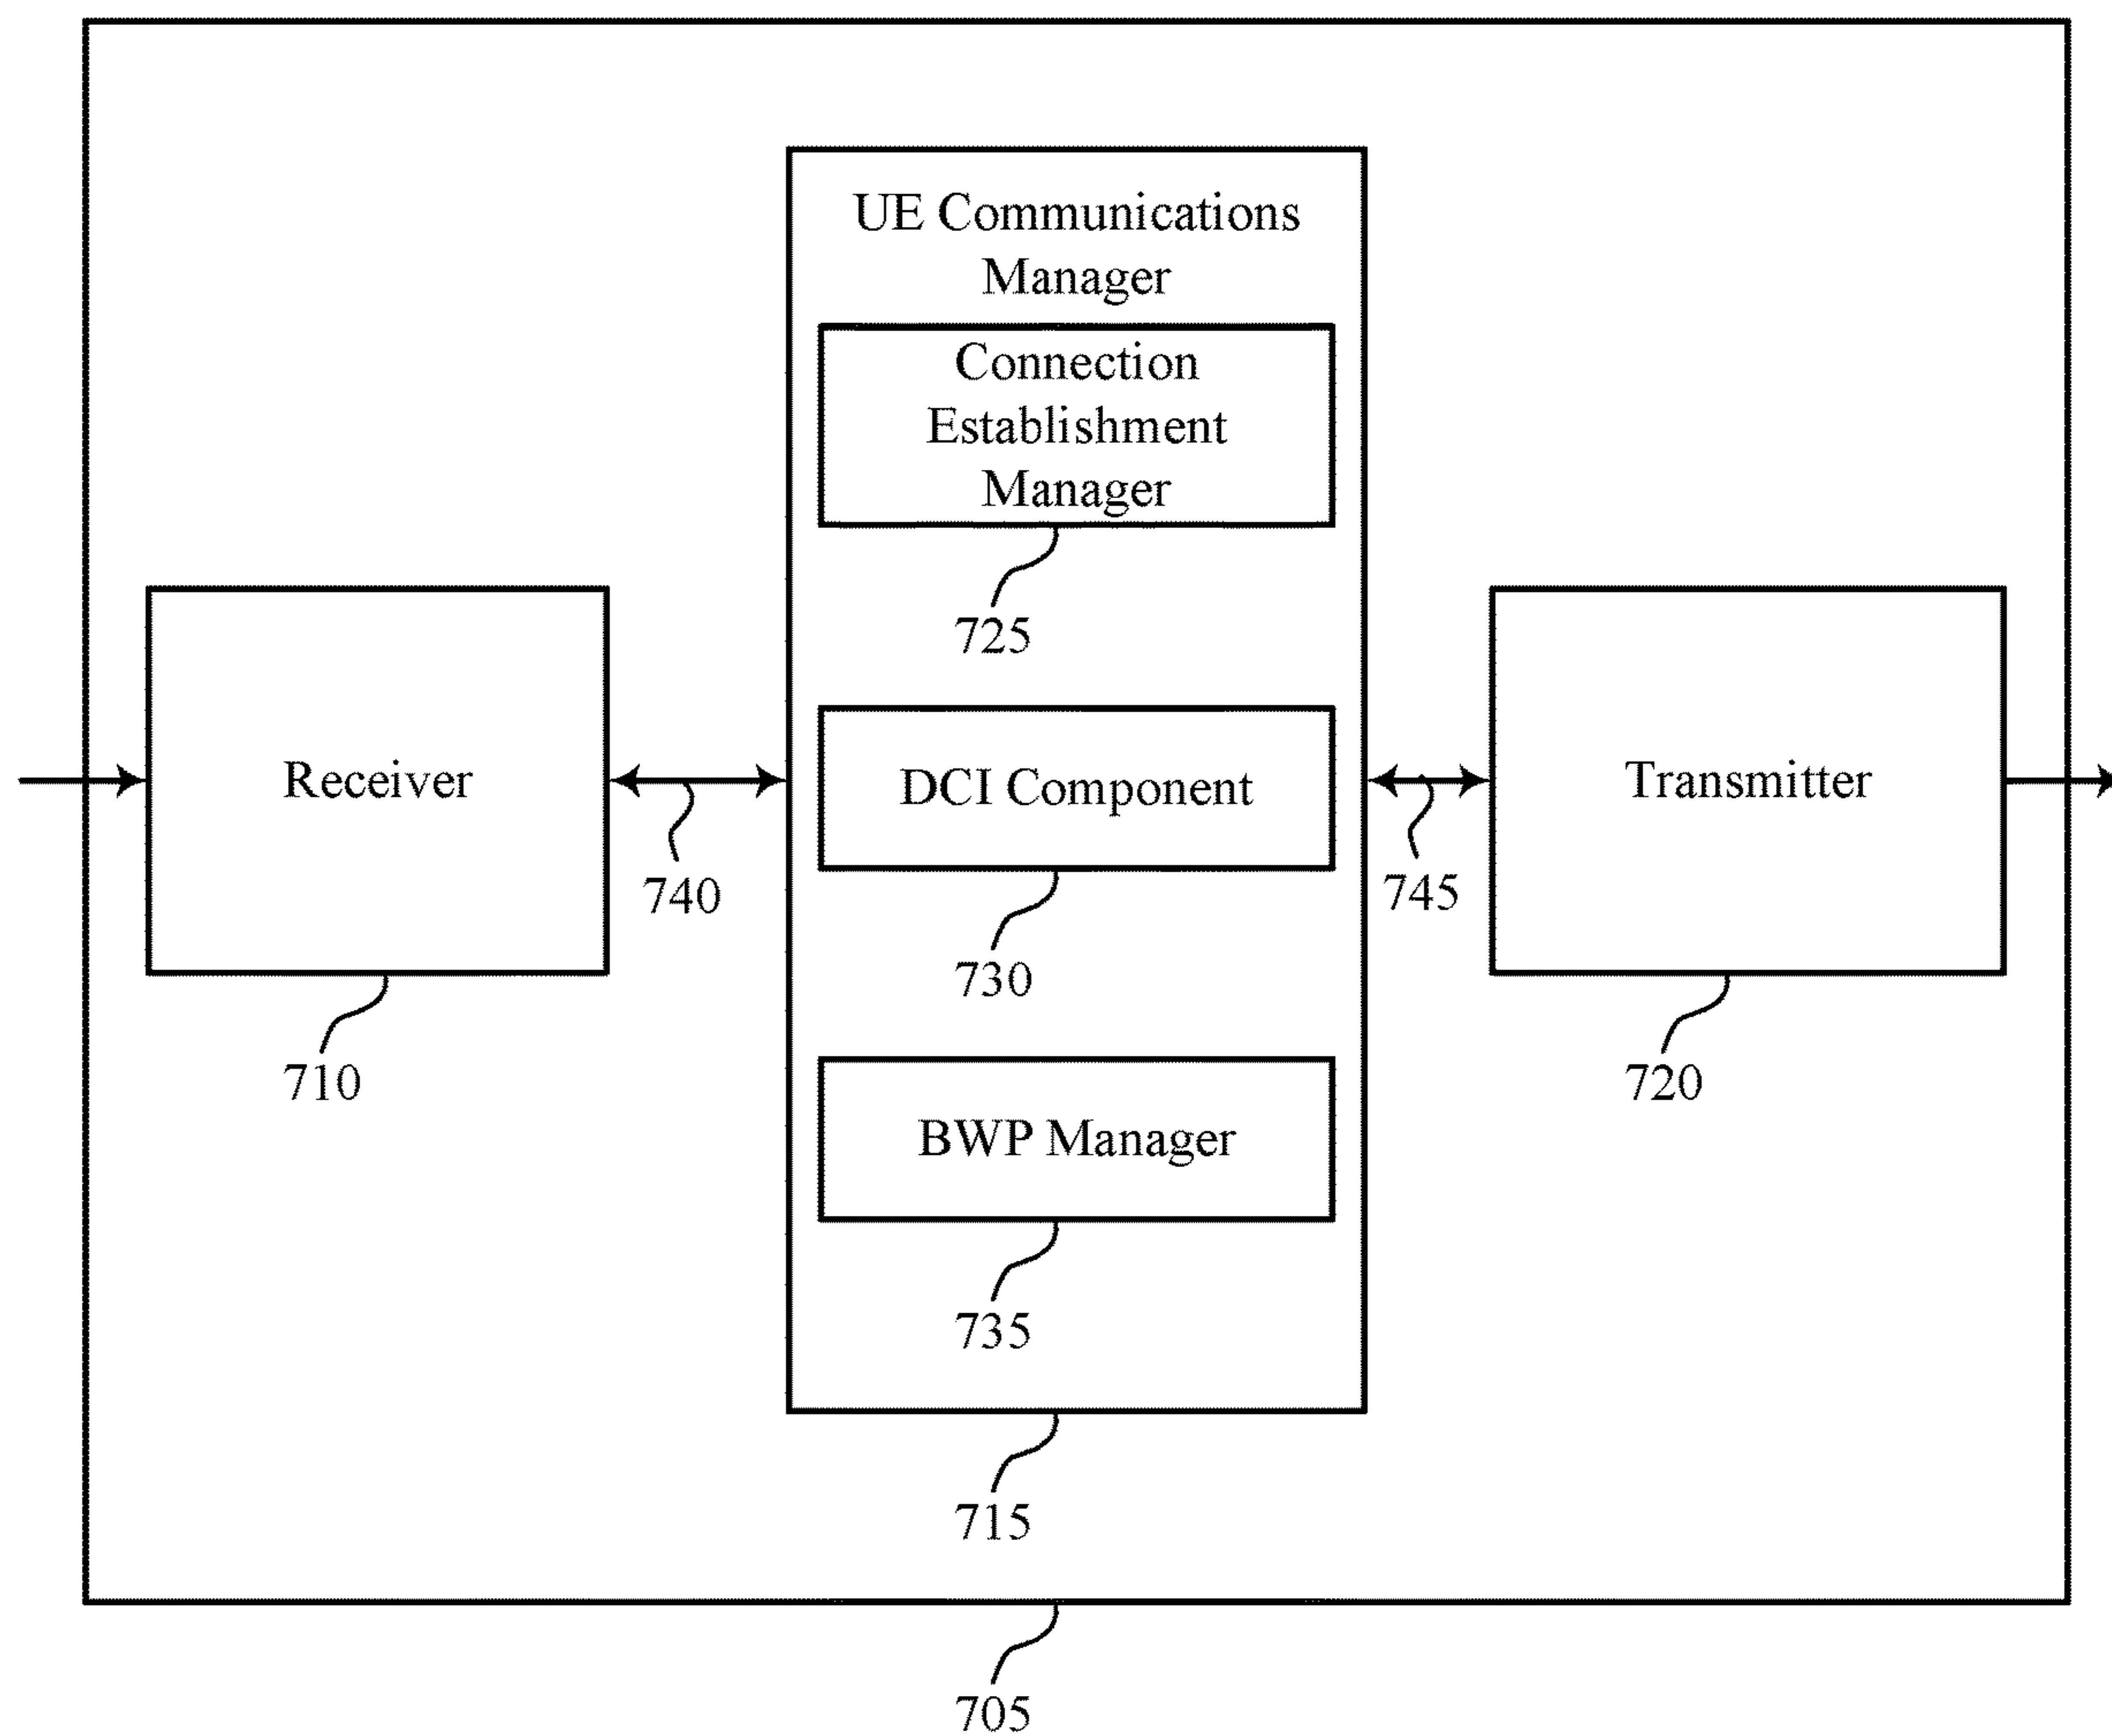 UE Communications
Manager
Connection
Establishment
Manager
725
Receiver
740
710
DCI Component
730
745
Transmitter
720
BWP Manager
735
715
705